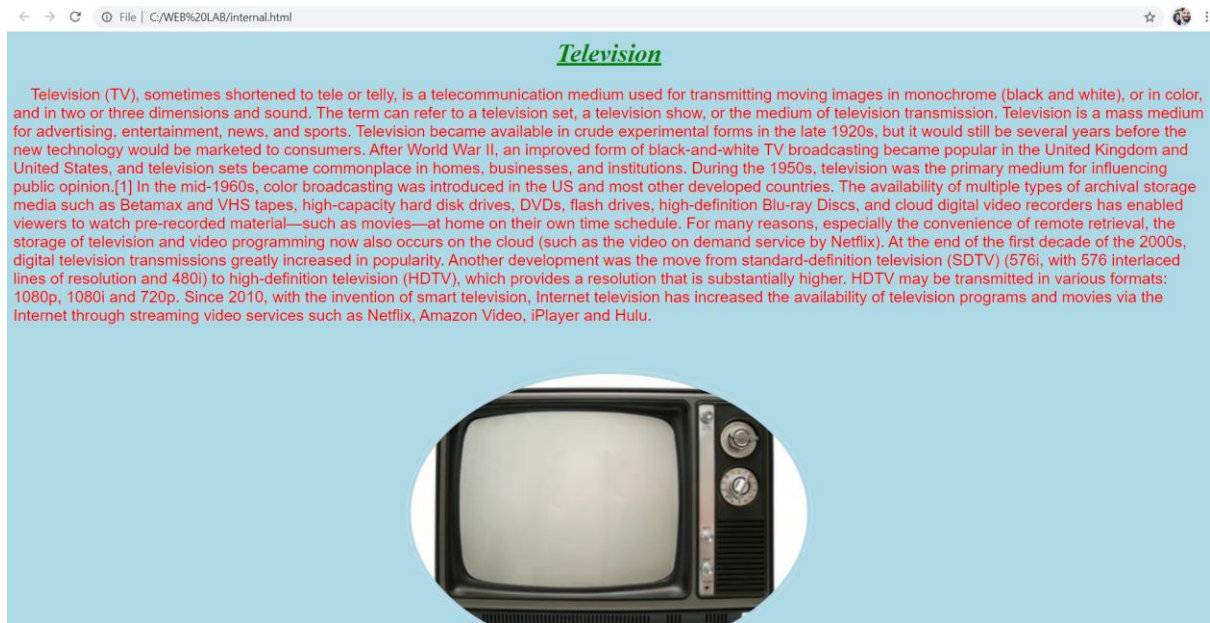 File | C:/WEB%20LAB/internal.html
Television
Television (TV), sometimes shortened to tele or telly, is a telecommunication medium used for transmitting moving images in monochrome (black and white), or in color,
and in two or three dimensions and sound. The term can refer to a television set, a television show, or the medium of television transmission. Television is a mass medium
for advertising, entertainment, news, and sports. Television became available in crude experimental forms in the late 1920s, but it would still be several years before the
new technology would be marketed to consumers. After World War II, an improved form of black-and-white TV broadcasting became popular in the United Kingdom and
United States, and television sets became commonplace in homes, businesses, and institutions. During the 1950s, television was the primary medium for influencing
public opinion.[1] In the mid-1960s, color broadcasting was introduced in the US and most other developed countries. The availability of multiple types of archival storage
media such as Betamax and VHS tapes, high-capacity hard disk drives, DVDs, flash drives, high-definition Blu-ray Discs, and cloud digital video recorders has enabled
viewers to watch pre-recorded material—such as movies—at home on their own time schedule. For many reasons, especially the convenience of remote retrieval, the
storage of television and video programming now also occurs on the cloud (such as the video on demand service by Netflix). At the end of the first decade of the 2000s,
digital television transmissions greatly increased in popularity. Another development was the move from standard-definition television (SDTV) (576i, with 576 interlaced
lines of resolution and 480i) to high-definition television (HDTV), which provides a resolution that is substantially higher. HDTV may be transmitted in various formats:
1080p, 1080i and 720p. Since 2010, with the invention of smart television, Internet television has increased the availability of television programs and movies via the
Internet through streaming video services such as Netflix, Amazon Video, iPlayer and Hulu.